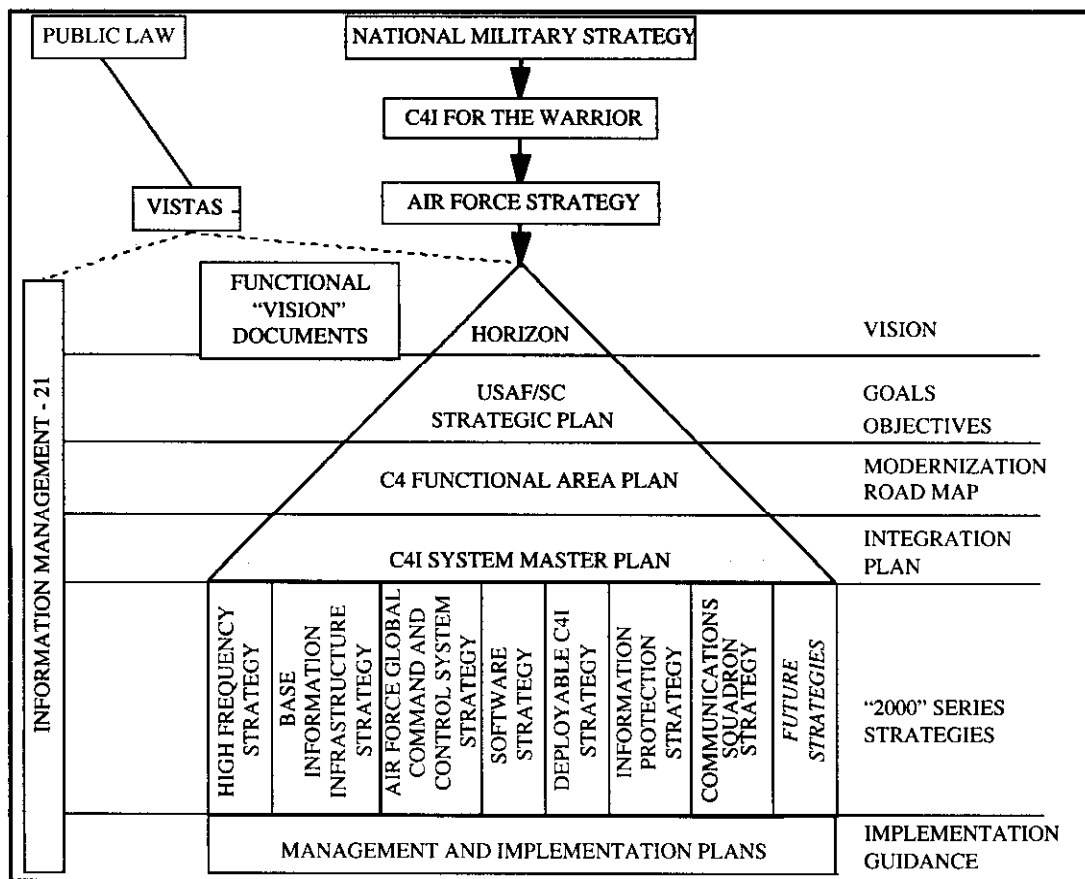 PUBLIC LAW
NATIONAL MILITARY STRATEGY
C4I FOR THE WARRIOR
VISTAS
AIR FORCE STRATEGY
FUNCTIONAL
“VISION”
DOCUMENTS
HORIZON
VISION
USAF/SC
STRATEGIC PLAN
GOALS
OBJECTIVES
C4 FUNCTIONAL AREA PLAN
MODERNIZATION
ROAD MAP
C4I SYSTEM MASTER PLAN
INTEGRATION
PLAN
INFORMATION MANAGEMENT - 21
HIGH FREQUENCY
STRATEGY
BASE
INFORMATION
INFRASTRUCTURE
STRATEGY
AIR FORCE GLOBAL
COMMAND AND
CONTROL SYSTEM
STRATEGY
SOFTWARE
STRATEGY
DEPLOYABLE C4I
STRATEGY
INFORMATION
PROTECTION
STRATEGY
COMMUNICATIONS
SQUADRON
STRATEGY
FUTURE
STRATEGIES
“2000” SERIES
STRATEGIES
MANAGEMENT AND IMPLEMENTATION PLANS
IMPLEMENTATION
GUIDANCE